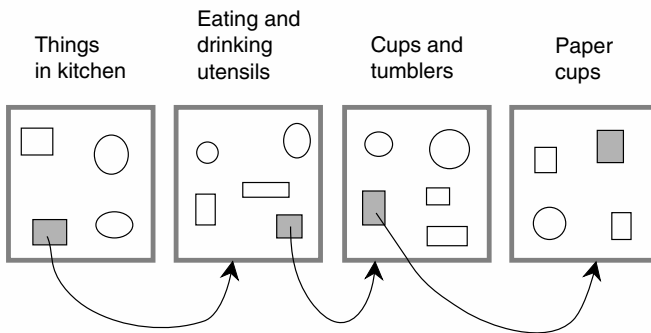 Things
in kitchen
Eating and
drinking
utensils
Cups and
tumblers
Paper
cups